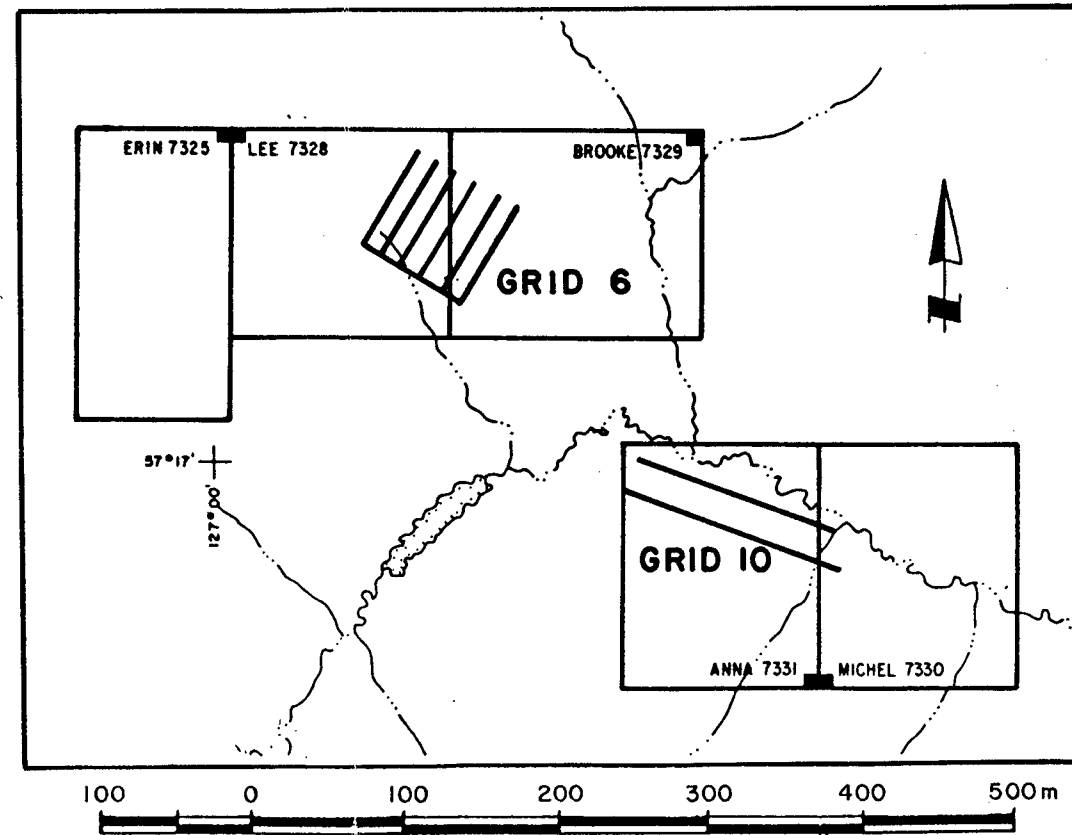 ERIN 7325
LEE 7328
BROOKE 7329
GRID 6
N
57°17'
127°00'
GRID 10
ANNA 7331
MICHEL 7330
100 0 100 200 300 400 500 m